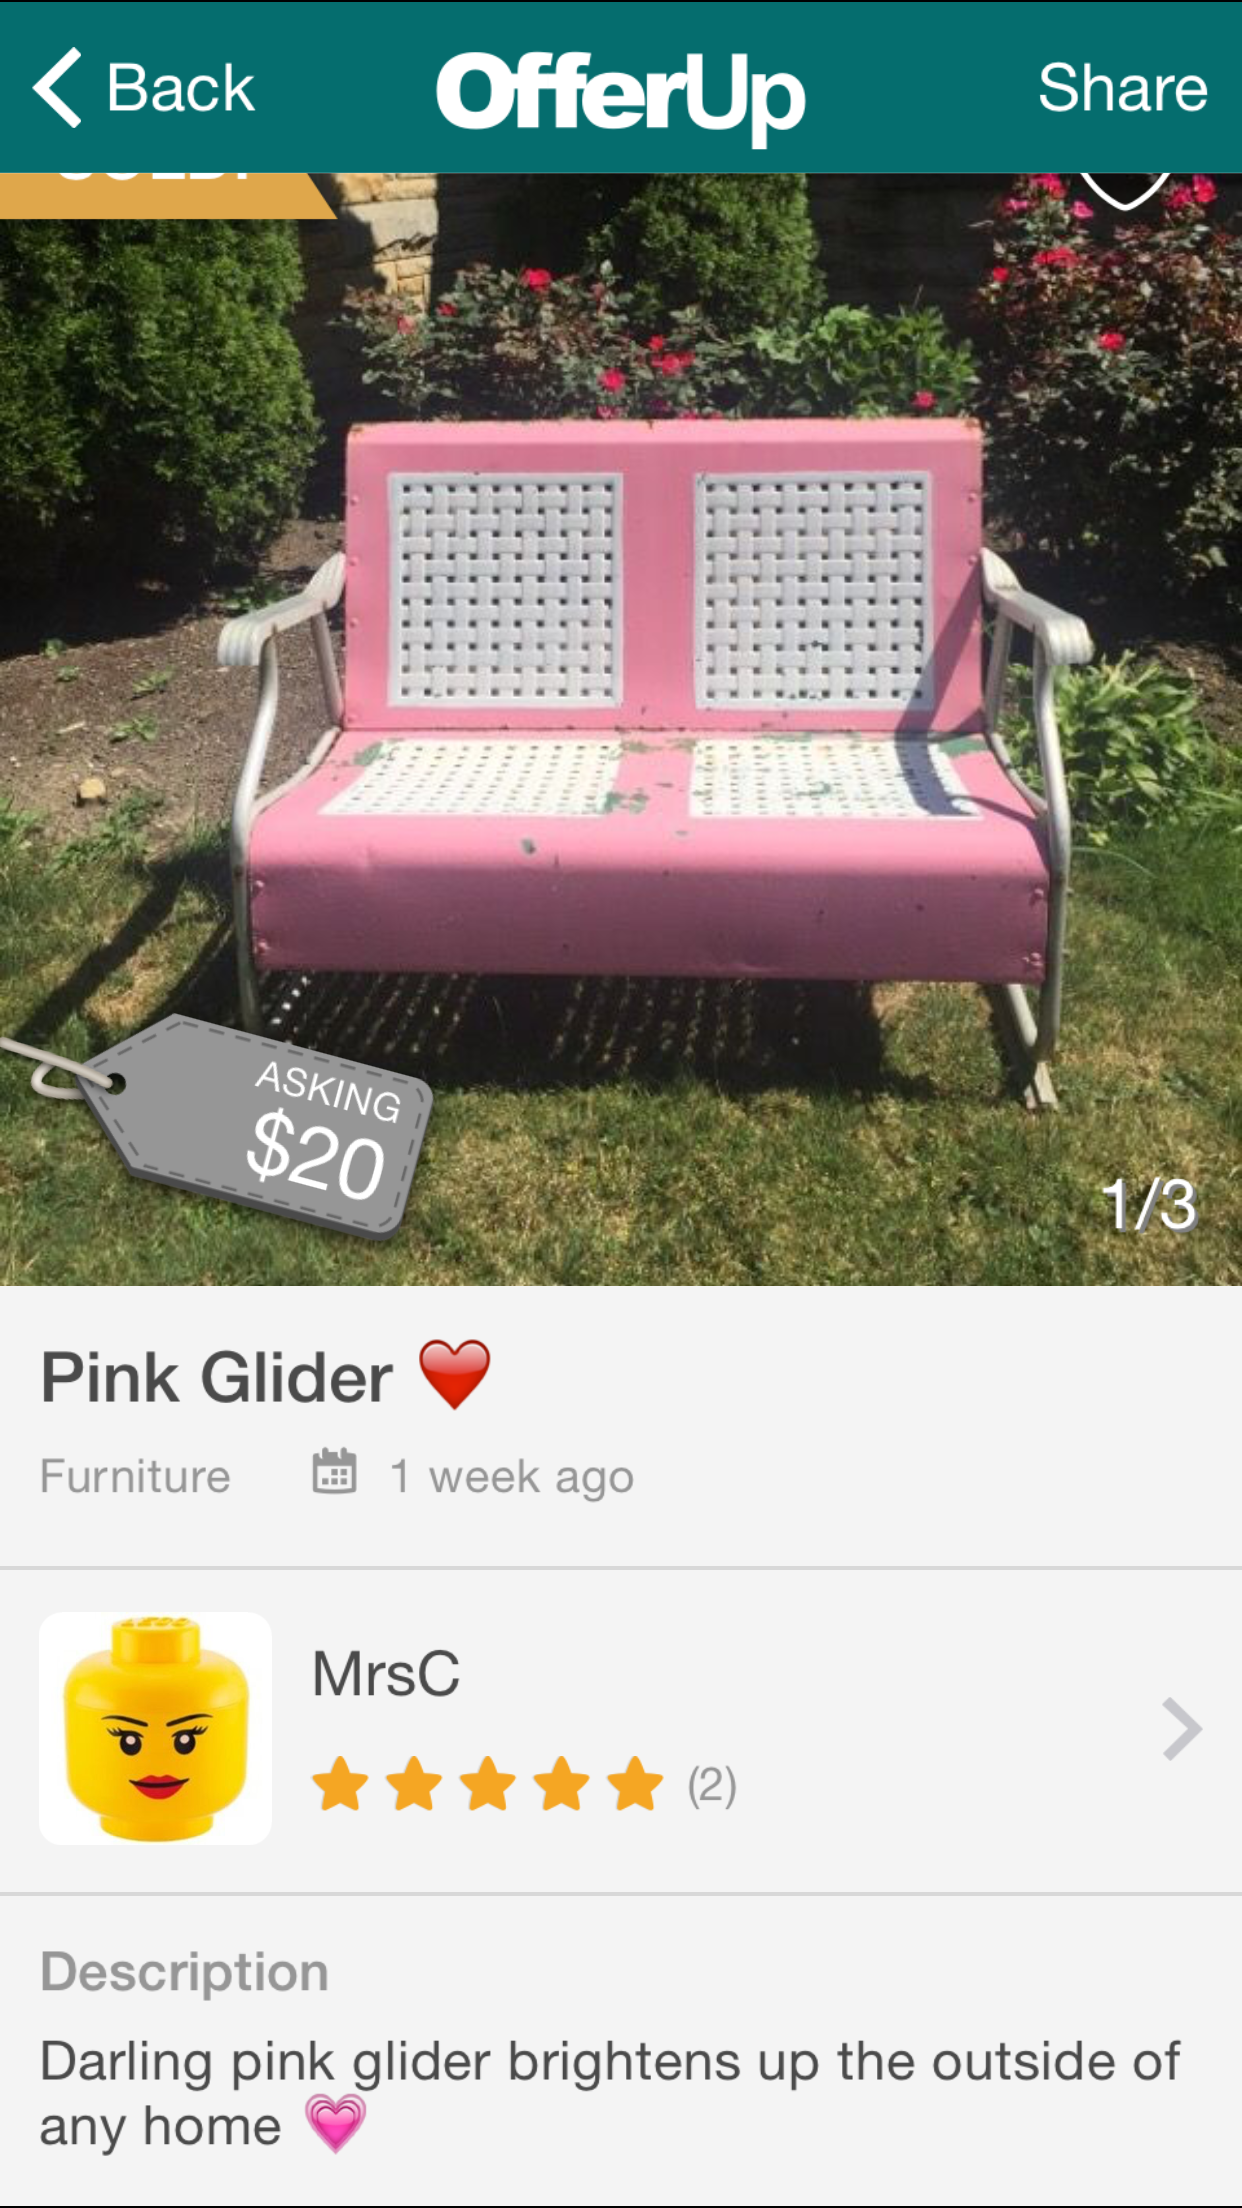 Back
OfferUp
Share
ASKING
$20
1/3
Pink Glider
Furniture
1 week ago
MrsC
(2)
Description
Darling pink glider brightens up the outside of
any home